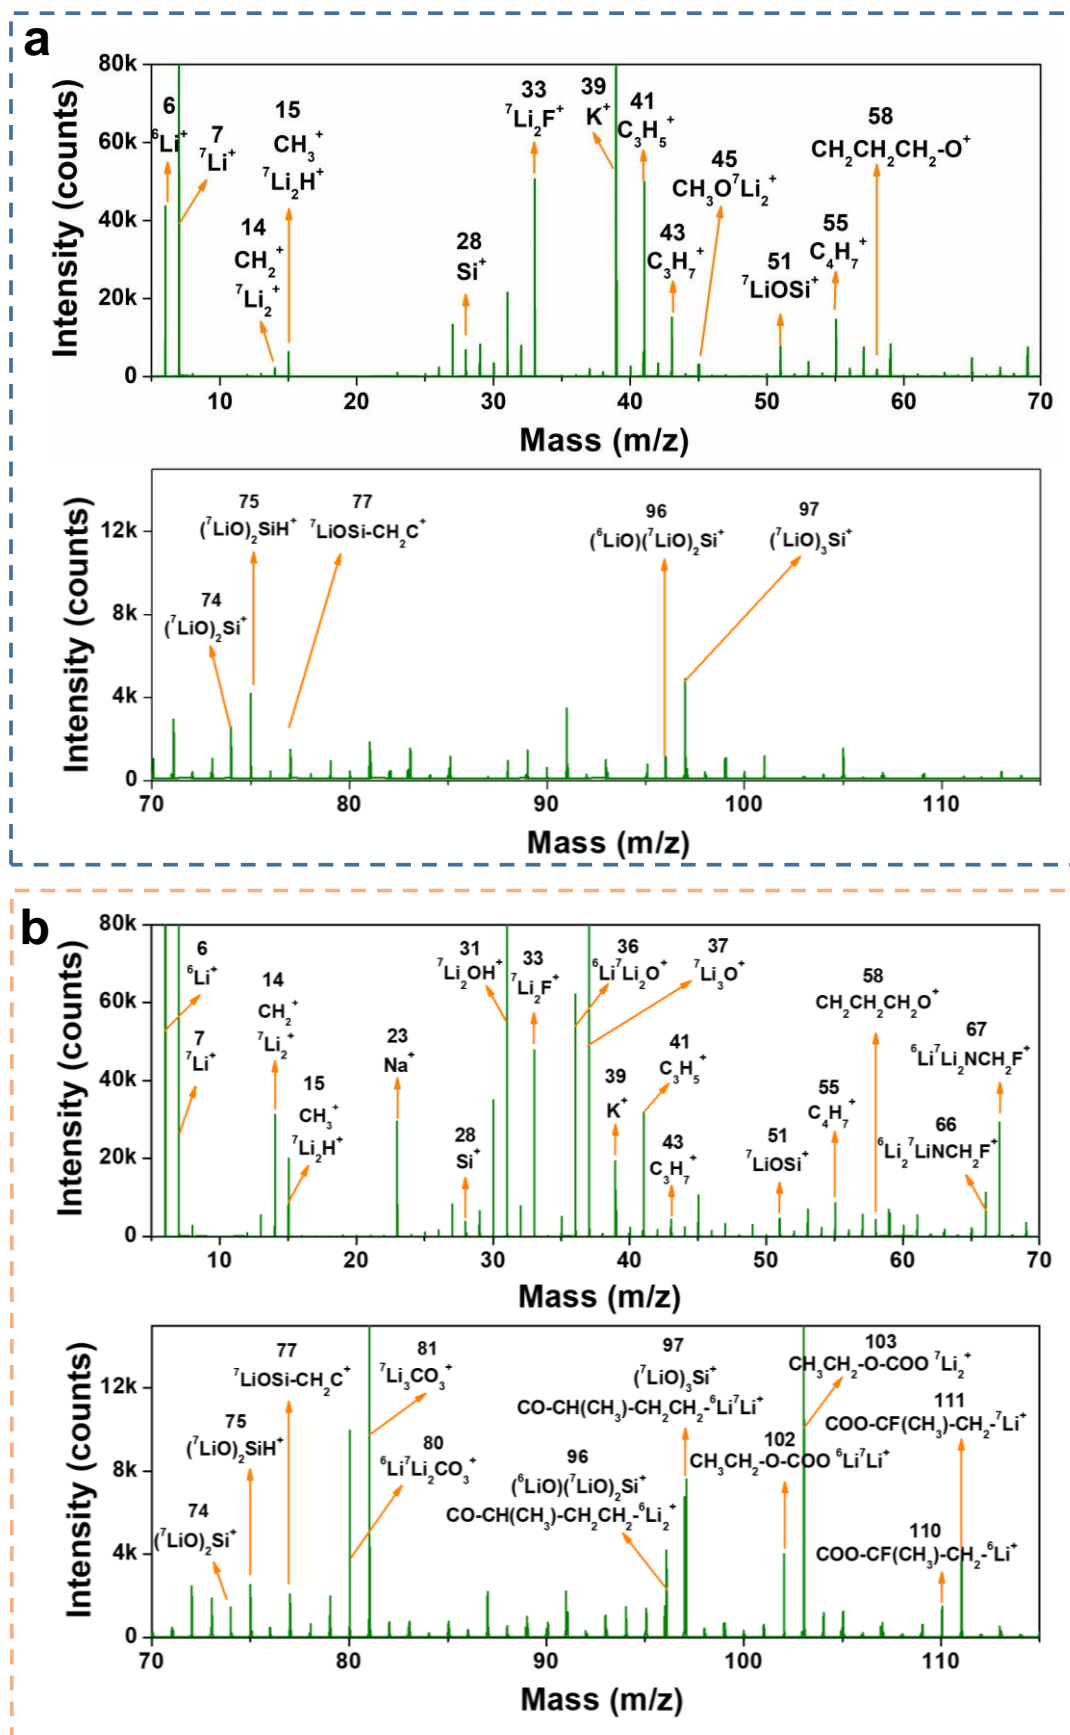 a
80k
60k
40k
20k
0
Intensity (counts)
6
⁶Li⁺
7
⁷Li⁺
14
CH₂⁺
⁷Li₂⁺
15
CH₃⁺
⁷Li₂H⁺
28
Si⁺
33
⁷Li₂F⁺
39
K⁺
41
C₃H₅⁺
43
C₃H₇⁺
45
CH₃O⁷Li₂⁺
51
⁷LiOSi⁺
55
C₄H₇⁺
58
CH₂CH₂CH₂-O⁺
10 20 30 40 50 60 70
Mass (m/z)
12k
8k
4k
0
Intensity (counts)
74
(⁷LiO)₂Si⁺
75
(⁷LiO)₂SiH⁺
77
⁷LiOSi-CH₂C⁺
96
(⁶LiO)(⁷LiO)₂Si⁺
97
(⁷LiO)₃Si⁺
70 80 90 100 110
Mass (m/z)
b
80k
60k
40k
20k
0
Intensity (counts)
6
⁶Li⁺
7
⁷Li⁺
14
CH₂⁺
⁷Li₂⁺
15
CH₃⁺
⁷Li₂H⁺
23
Na⁺
28
Si⁺
31
⁷Li₂OH⁺
33
⁷Li₂F⁺
36
⁶Li⁷Li₂O⁺
37
⁷Li₃O⁺
39
K⁺
41
C₃H₅⁺
43
C₃H₇⁺
51
⁷LiOSi⁺
55
C₄H₇⁺
58
CH₂CH₂CH₂O⁺
66
⁶Li₂⁷LiNCH₂F⁺
67
⁶Li⁷Li₂NCH₂F⁺
10 20 30 40 50 60 70
Mass (m/z)
12k
8k
4k
0
Intensity (counts)
74
(⁷LiO)₂Si⁺
75
(⁷LiO)₂SiH⁺
77
⁷LiOSi-CH₂C⁺
81
⁷Li₃CO₃⁺
80
⁶Li⁷Li₂CO₃⁺
96
(⁶LiO)(⁷LiO)₂Si⁺
CO-CH(CH₃)-CH₂CH₂-⁶Li₂⁺
97
(⁷LiO)₃Si⁺
CO-CH(CH₃)-CH₂CH₂-⁶Li⁷Li⁺
102
CH₃CH₂-O-COO ⁶Li⁷Li⁺
103
CH₃CH₂-O-COO ⁷Li₂⁺
110
COO-CF(CH₃)-CH₂-⁶Li⁺
111
COO-CF(CH₃)-CH₂-⁷Li⁺
70 80 90 100 110
Mass (m/z)